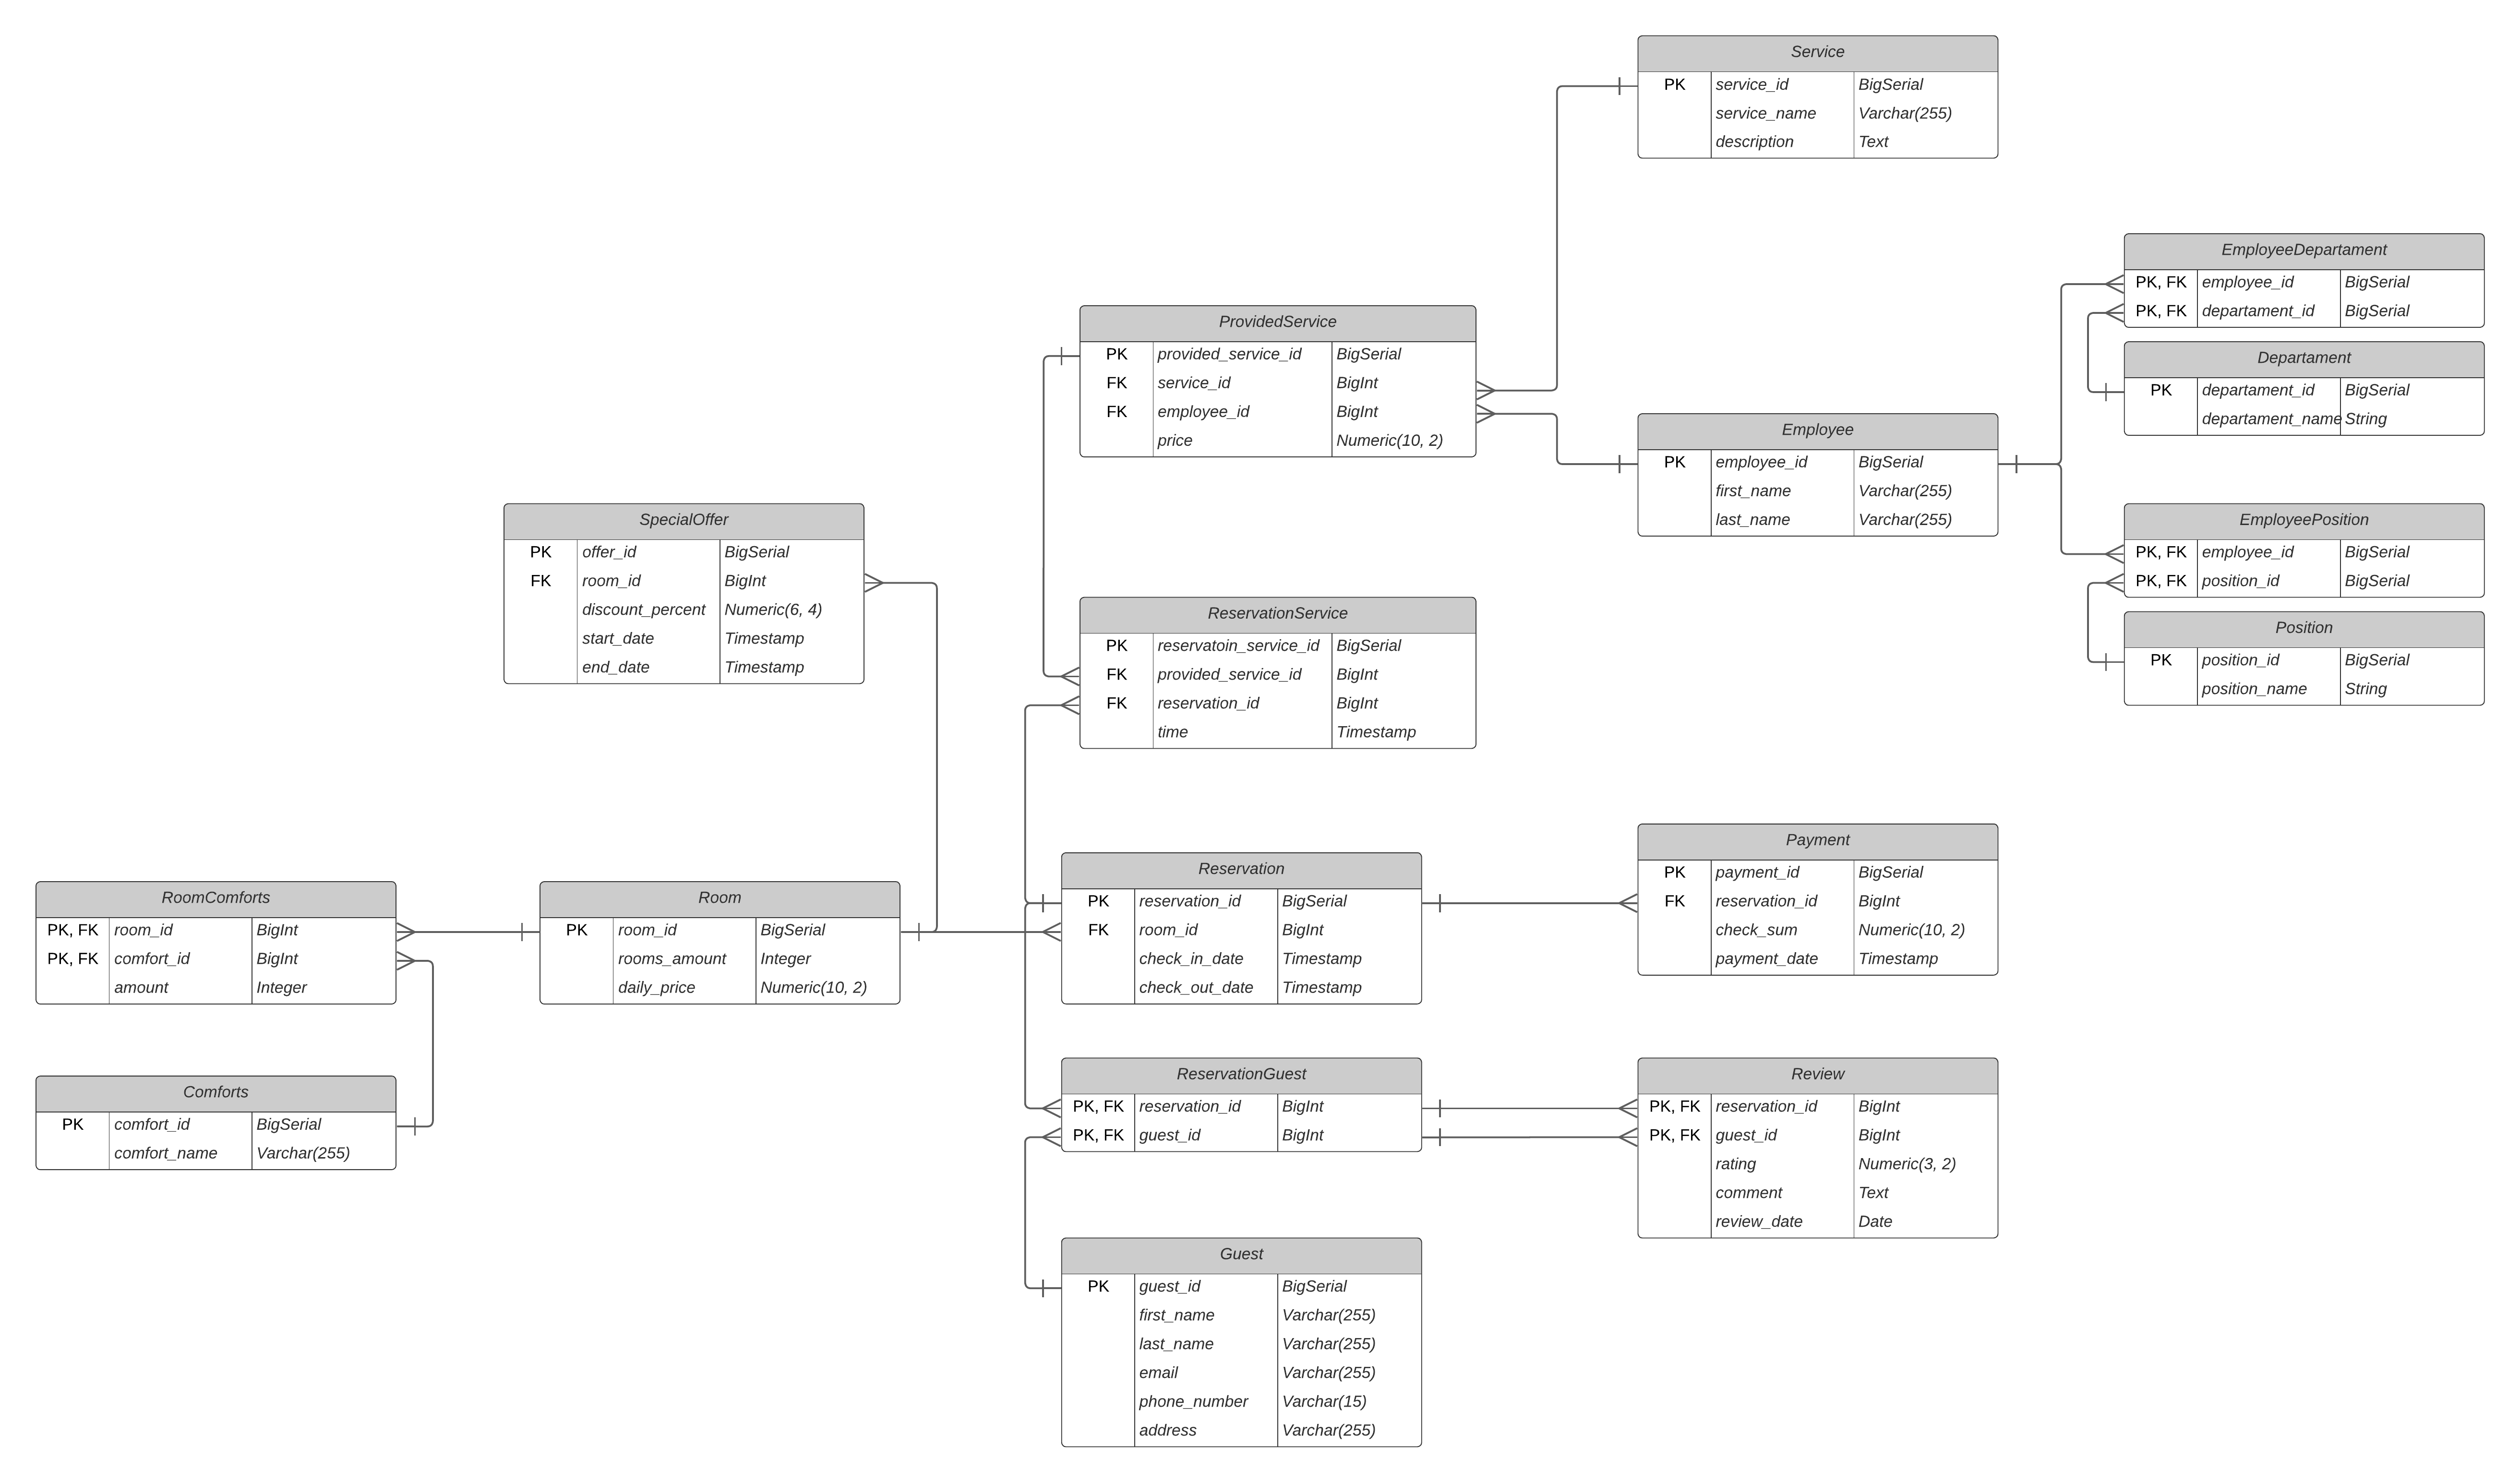 Service
PK service_id BigSerial
service_name Varchar(255)
description Text
EmployeeDepartament
PK, FK employee_id BigSerial
PK, FK departament_id BigSerial
Departament
PK departament_id BigSerial
departament_name String
ProvidedService
PK provided_service_id BigSerial
FK service_id BigInt
FK employee_id BigInt
price Numeric(10, 2)
Employee
PK employee_id BigSerial
first_name Varchar(255)
last_name Varchar(255)
EmployeePosition
PK, FK employee_id BigSerial
PK, FK position_id BigSerial
Position
PK position_id BigSerial
position_name String
SpecialOffer
PK offer_id BigSerial
FK room_id BigInt
discount_percent Numeric(6, 4)
start_date Timestamp
end_date Timestamp
ReservationService
PK reservatoin_service_id BigSerial
FK provided_service_id BigInt
FK reservation_id BigInt
time Timestamp
RoomComforts
PK, FK room_id BigInt
PK, FK comfort_id BigInt
amount Integer
Room
PK room_id BigSerial
rooms_amount Integer
daily_price Numeric(10, 2)
Reservation
PK reservation_id BigSerial
FK room_id BigInt
check_in_date Timestamp
check_out_date Timestamp
Payment
PK payment_id BigSerial
FK reservation_id BigInt
check_sum Numeric(10, 2)
payment_date Timestamp
Comforts
PK comfort_id BigSerial
comfort_name Varchar(255)
ReservationGuest
PK, FK reservation_id BigInt
PK, FK guest_id BigInt
Review
PK, FK reservation_id BigInt
PK, FK guest_id BigInt
rating Numeric(3, 2)
comment Text
review_date Date
Guest
PK guest_id BigSerial
first_name Varchar(255)
last_name Varchar(255)
email Varchar(255)
phone_number Varchar(15)
address Varchar(255)